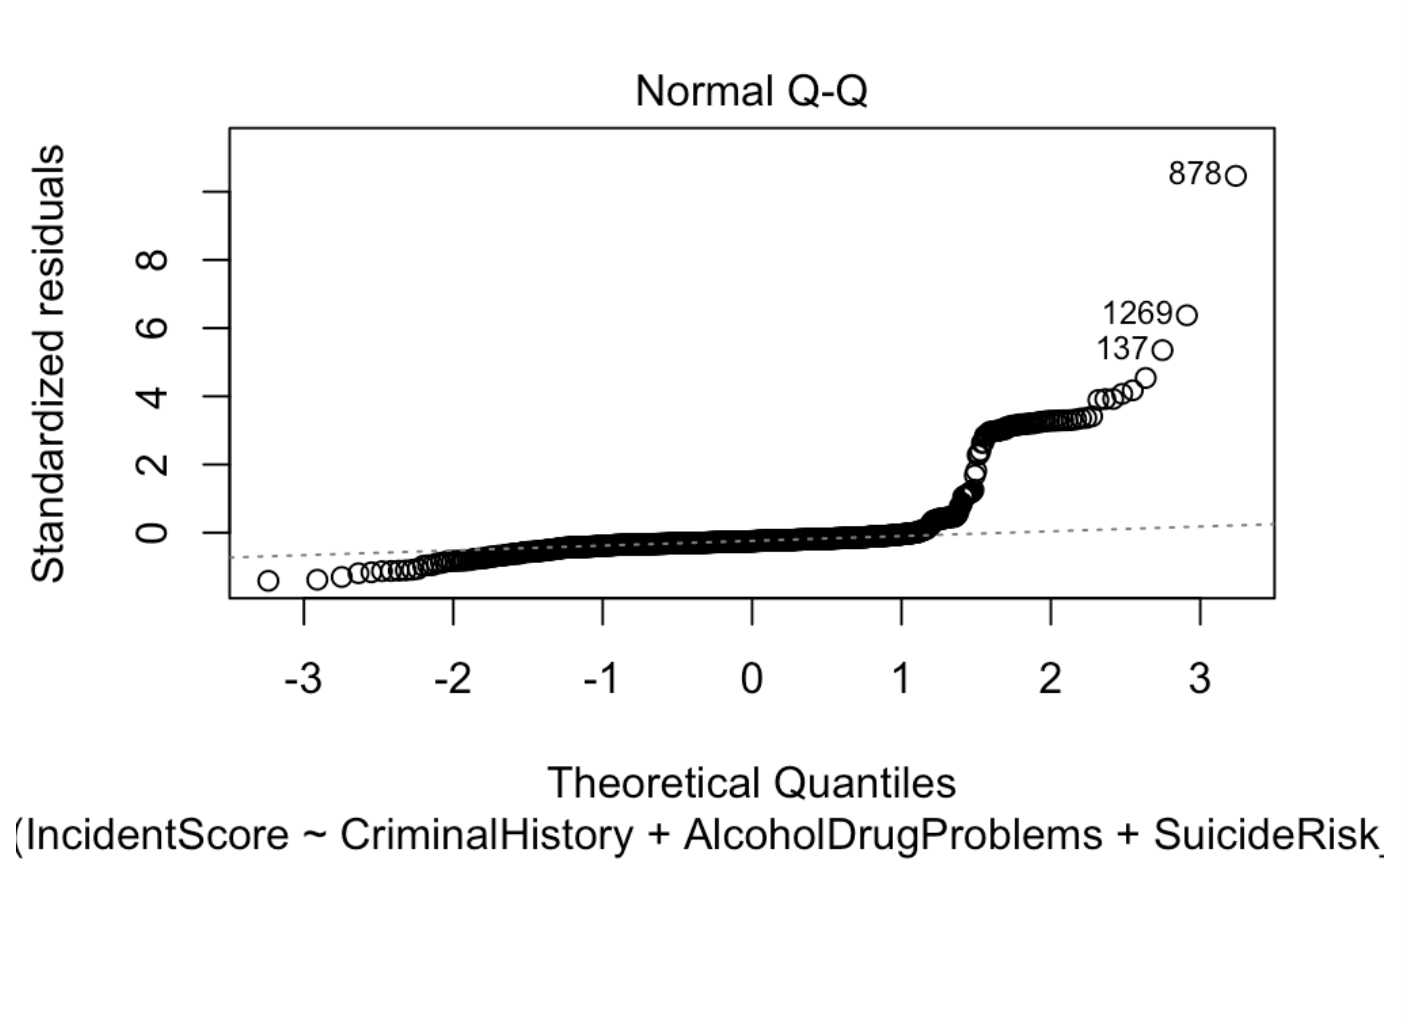 Normal Q-Q
Standardized residuals
8
6
4
2
0
878
1269
137
-3 -2 -1 0 1 2 3
Theoretical Quantiles
(IncidentScore ~ CriminalHistory + AlcoholDrugProblems + SuicideRisk_